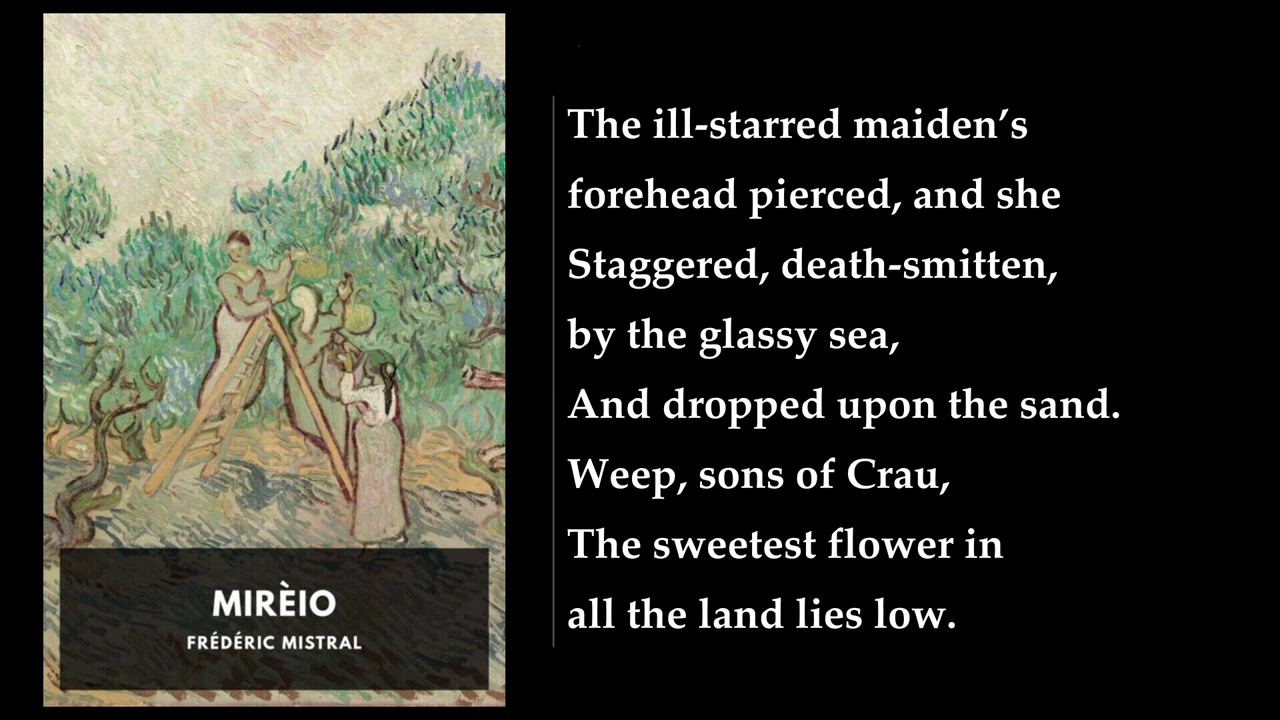 MIRÈIO
FRÉDÉRIC MISTRAL
The ill-starred maiden’s
forehead pierced, and she
Staggered, death-smitten,
by the glassy sea,
And dropped upon the sand.
Weep, sons of Crau,
The sweetest flower in
all the land lies low.